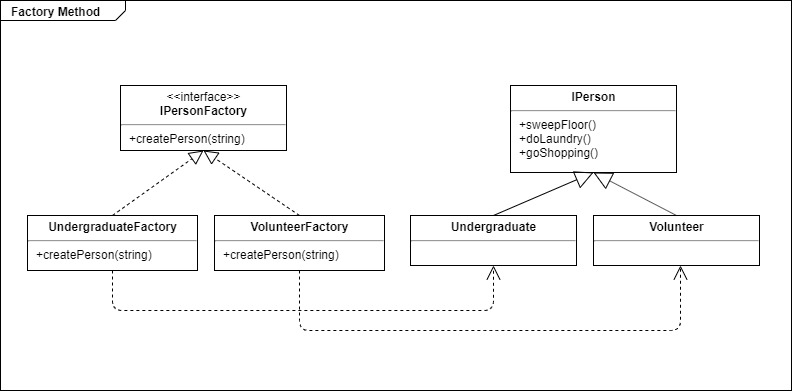 Factory Method
<<interface>>
IPersonFactory
+createPerson(string)
IPerson
+sweepFloor()
+doLaundry()
+goShopping()
UndergraduateFactory
+createPerson(string)
VolunteerFactory
+createPerson(string)
Undergraduate
Volunteer